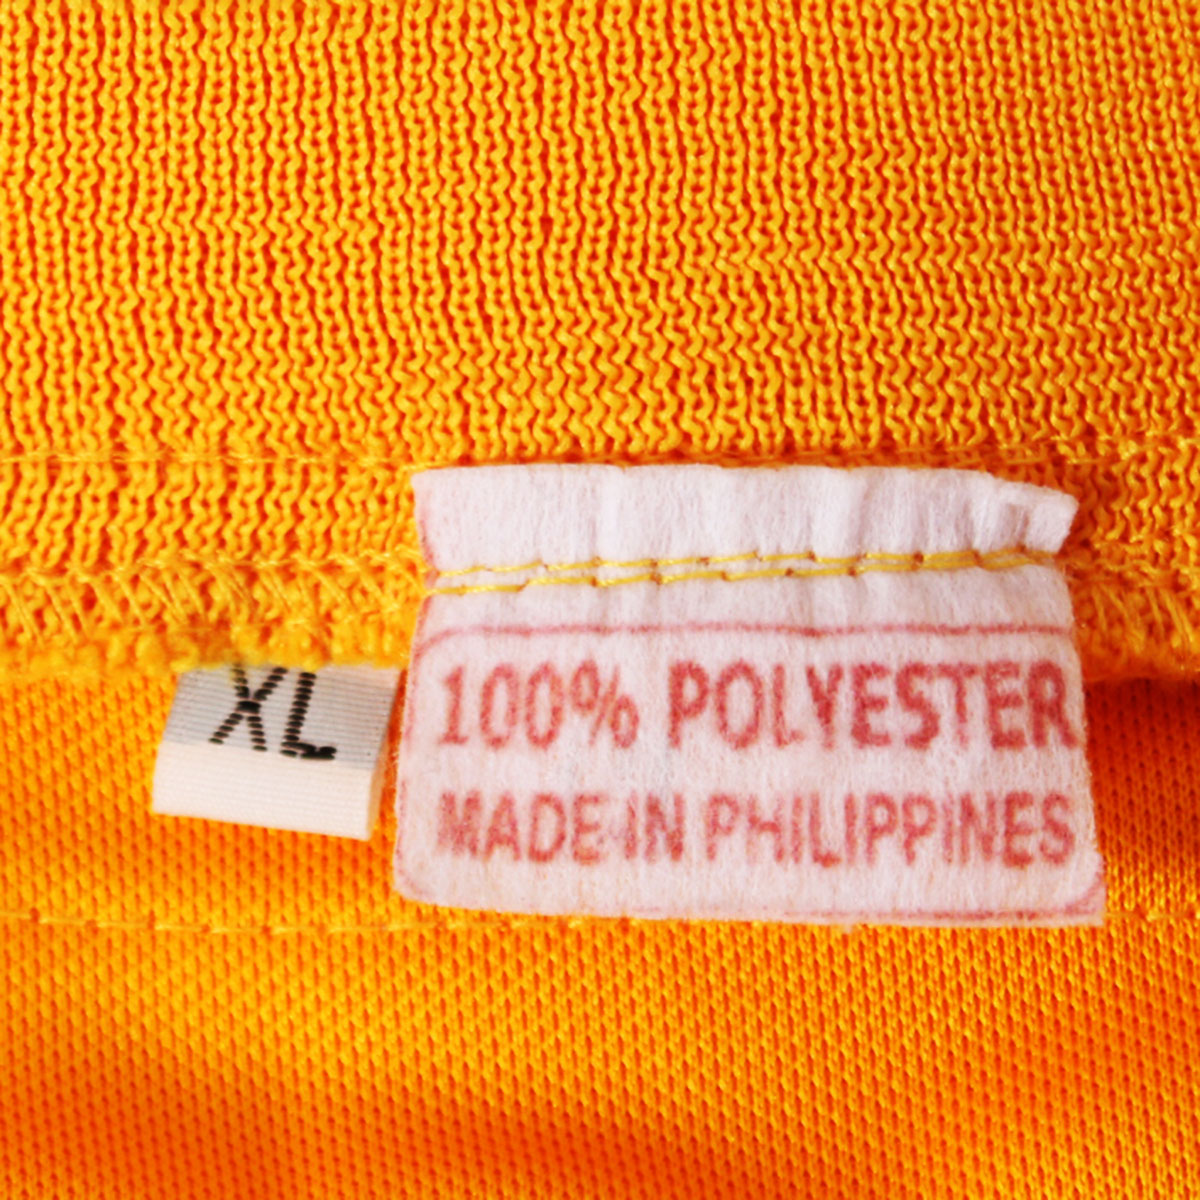 XL
100% POLYESTER
MADE IN PHILIPPINES